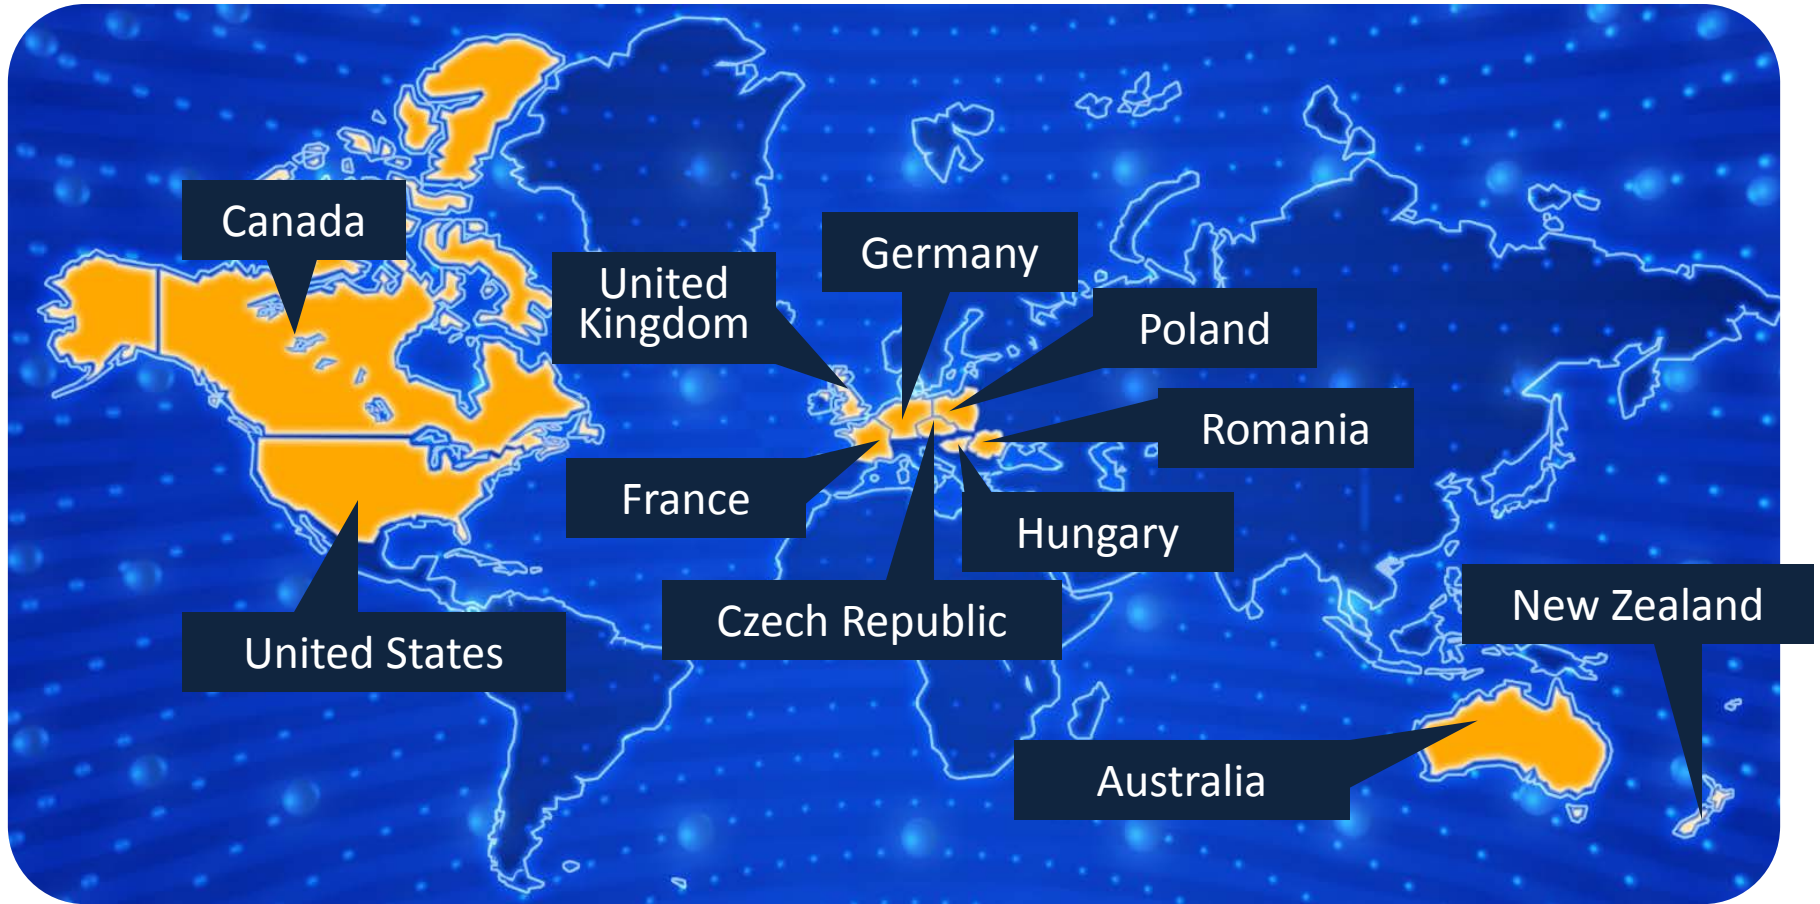 Canada
Germany
United
Kingdom
Poland
Romania
France
Hungary
New Zealand
Czech Republic
United States
Australia